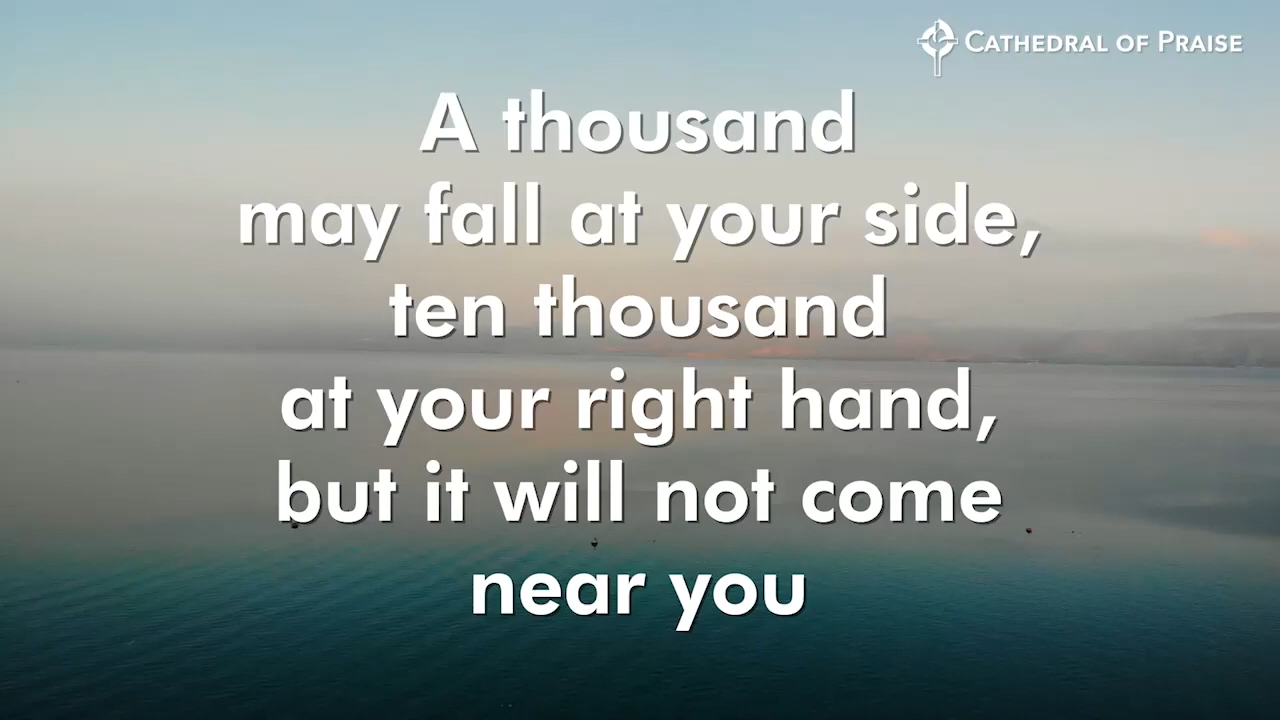 CATHEDRAL OF PRAISE
A thousand
may fall at your side,
ten thousand
at your right hand,
but it will not come
near you